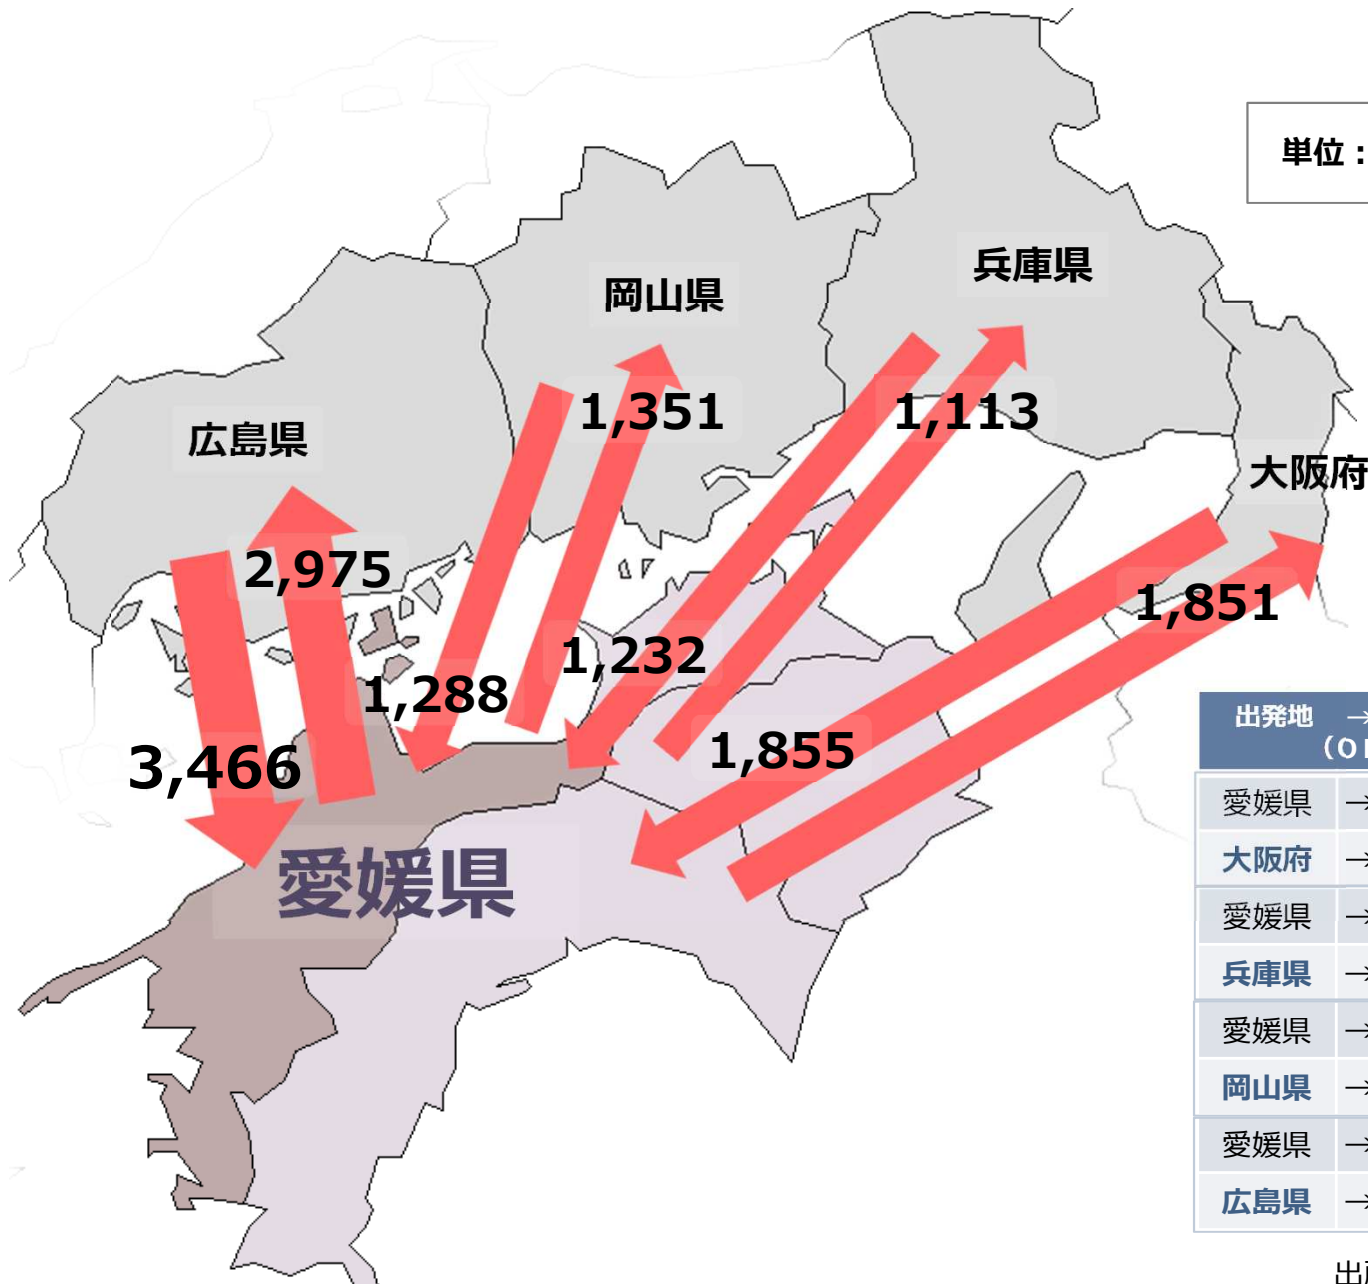 単位：
兵庫県
岡山県
1,351
1,113
広島県
大阪府
2,975
1,851
1,232
1,288
1,855
3,466
愛媛県
出発地 →
愛媛県 →
大阪府 →
愛媛県 →
兵庫県 →
愛媛県 →
岡山県 →
愛媛県 →
広島県 →